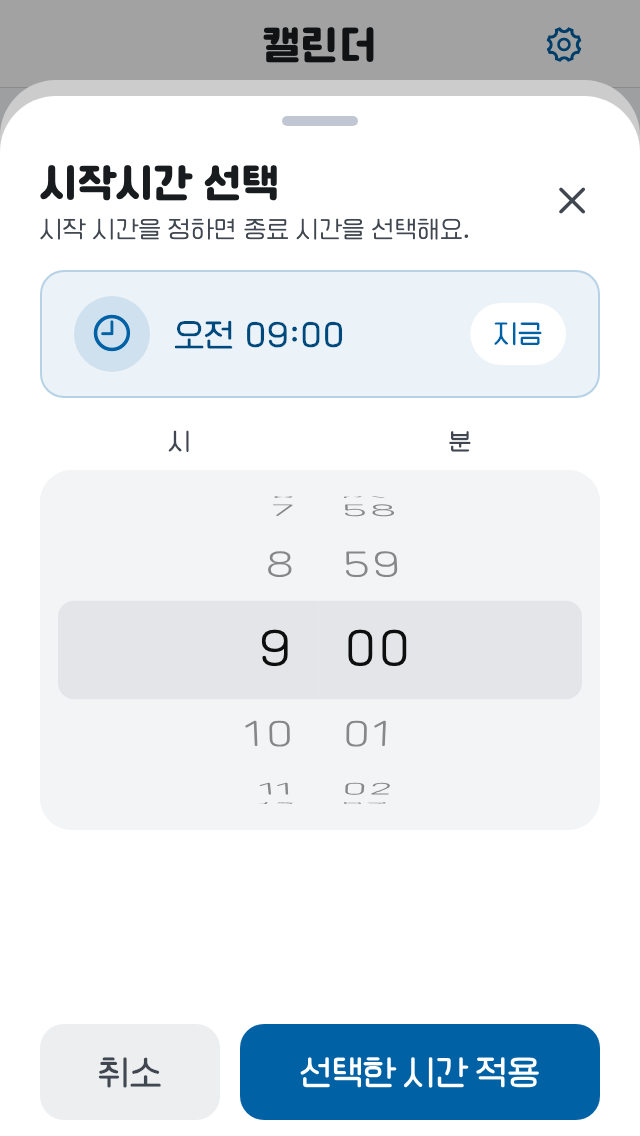 캘린더
시작시간 선택
시작 시간을 정하면 종료 시간을 선택해요.
오전 09:00
지금
시 분
7 58
8 59
9 00
10 01
11 02
취소
선택한 시간 적용